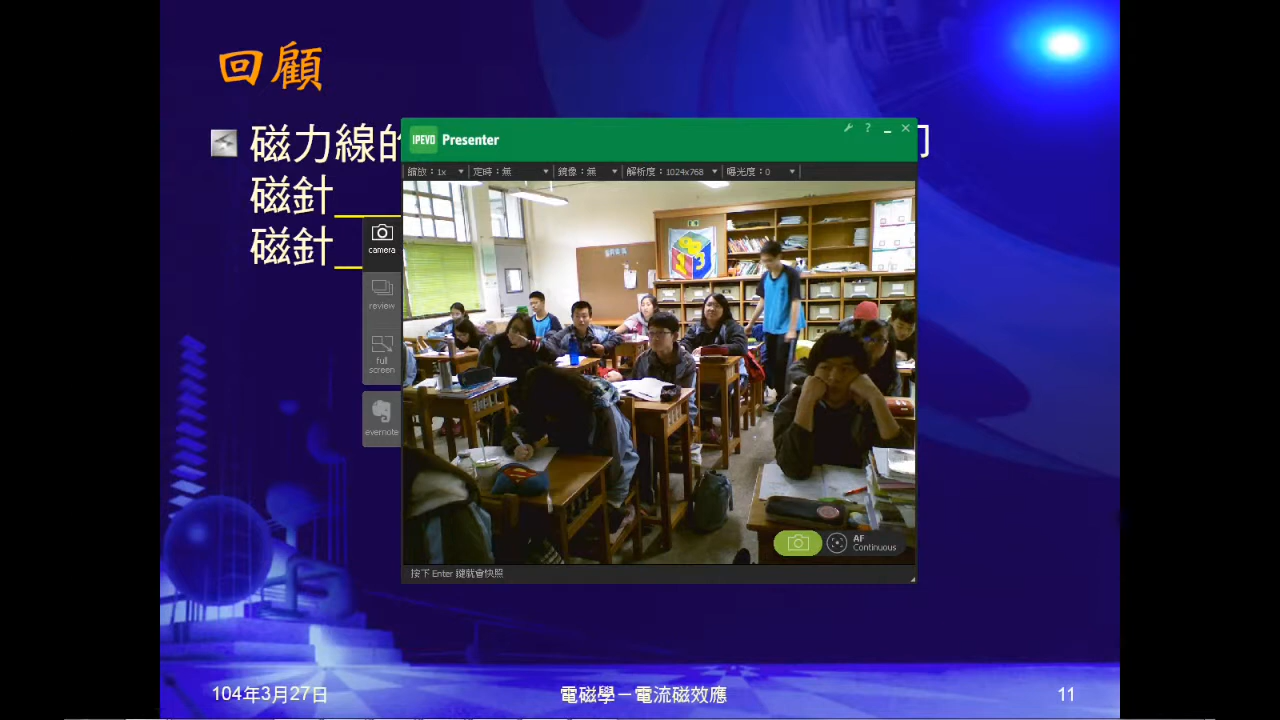 回顧
磁力線的
磁針
磁針
IPEVO Presenter
縮放：1x 定時：無 鏡像：無 解析度：1024x768 曝光度：0
camera
review
full
screen
evernote
AF
Continuous
按下 Enter 鍵就會快照
104年3月27日 電磁學－電流磁效應 11